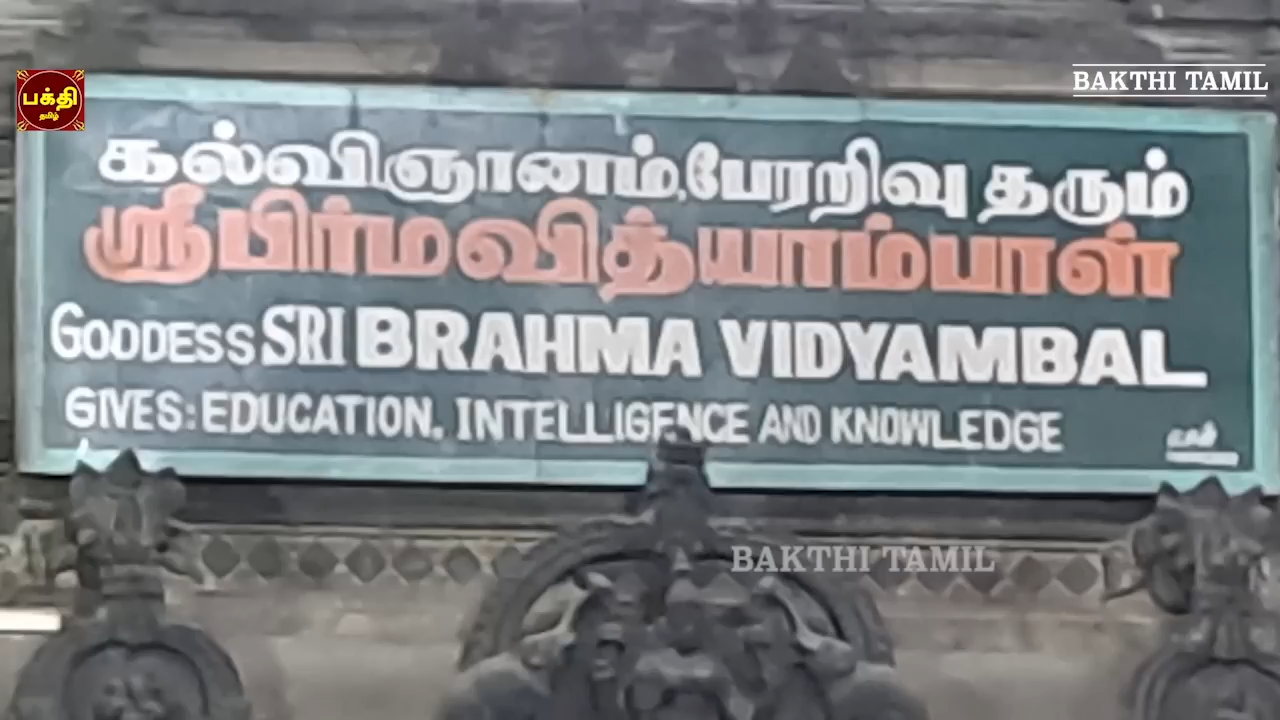 பக்தி
தமிழ்
BAKTHI TAMIL
கல்விஞானம், பேரறிவு தரும்
ஸ்ரீபிர்மவித்யாம்பாள்
GODDESS SRI BRAHMA VIDYAMBAL
GIVES: EDUCATION, INTELLIGENCE AND KNOWLEDGE
BAKTHI TAMIL